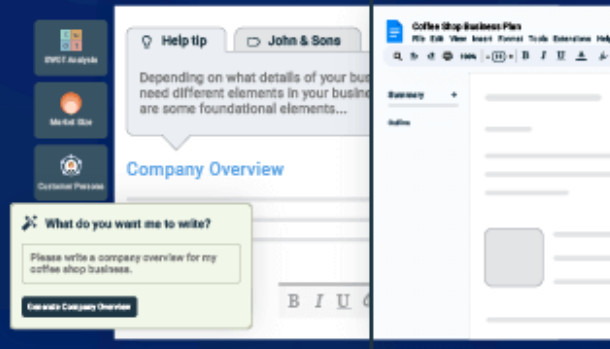 SWOT Analysis
Market Size
Customer Persona
Help tip
John & Sons
Depending on what details of your bus
need different elements in your busine
are some foundational elements...
Company Overview
What do you want me to write?
Please write a company overview for my
coffee shop business.
Generate Company Overview
B I U
Coffee Shop Business Plan
File Edit View Insert Format Tools Extensions Help
100%
B I U A
Summary +
Outline